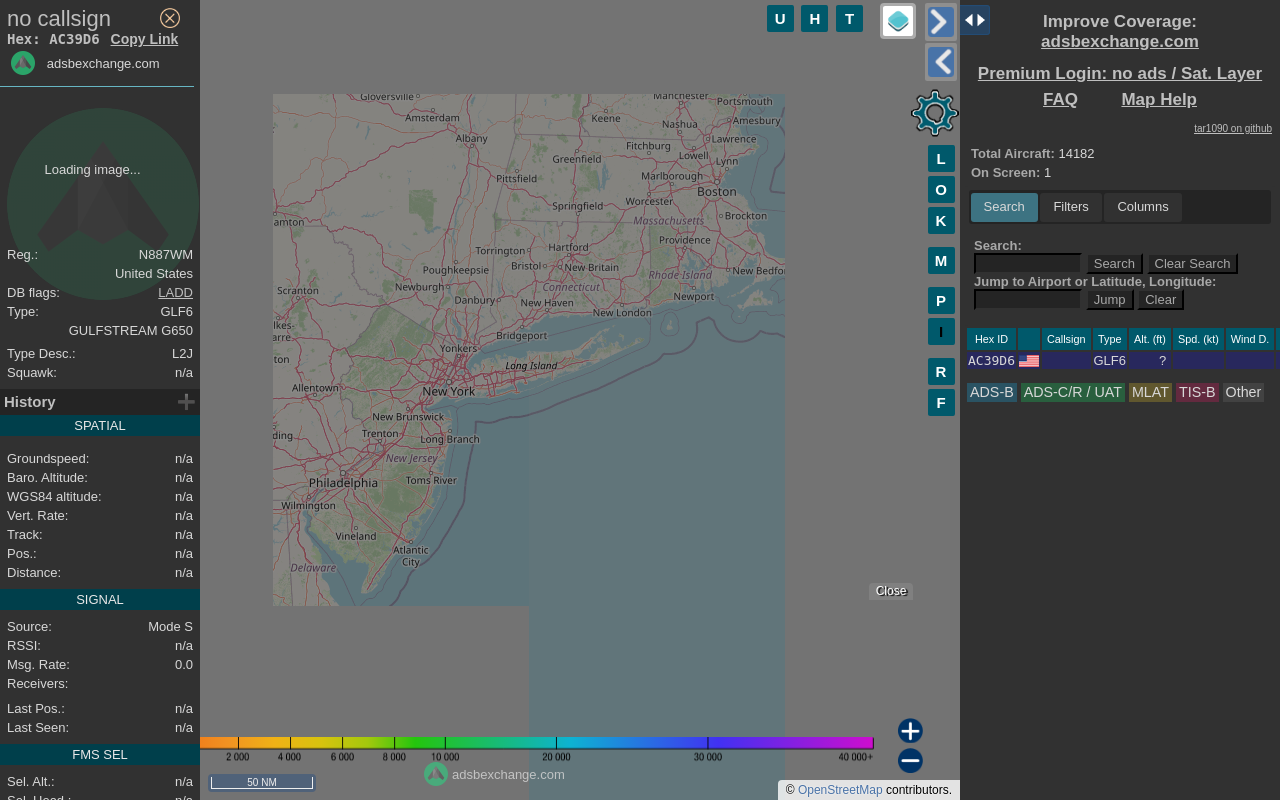 no callsign
Hex: AC39D6 Copy Link
adsbexchange.com
Loading image...
Reg.: N887WM
United States
DB flags: LADD
Type: GLF6
GULFSTREAM G650
Type Desc.: L2J
Squawk: n/a
History
SPATIAL
Groundspeed: n/a
Baro. Altitude: n/a
WGS84 altitude: n/a
Vert. Rate: n/a
Track: n/a
Pos.: n/a
Distance: n/a
SIGNAL
Source: Mode S
RSSI: n/a
Msg. Rate: 0.0
Receivers:
Last Pos.: n/a
Last Seen: n/a
FMS SEL
Sel. Alt.: n/a
Sel. Head.: n/a
U H T
L
O
K
M
P
I
R
F
Gloversville
Amsterdam
Albany
Keene
Manchester
Portsmouth
Nashua
Amesbury
Fitchburg
Lawrence
Greenfield
Lowell
Lynn
Pittsfield
Marlborough
Boston
Springfield
Worcester
Massachusetts
Brockton
amton
Torrington
Hartford
Providence
Poughkeepsie
Bristol
New Britain
Rhode Island
New Bedfor
Scranton
Newburgh
Danbury
Connecticut
New Haven
Newport
New London
lkes-
arre
Bridgeport
Yonkers
ton
Long Island
Allentown
New York
New Brunswick
ding
Trenton
Long Branch
New Jersey
Philadelphia
Toms River
Wilmington
Vineland
Atlantic
City
Delaware
Close
2 000 4 000 6 000 8 000 10 000 20 000 30 000 40 000+
adsbexchange.com
50 NM
© OpenStreetMap contributors.
Improve Coverage:
adsbexchange.com
Premium Login: no ads / Sat. Layer
FAQ Map Help
tar1090 on github
Total Aircraft: 14182
On Screen: 1
Search Filters Columns
Search:
Search Clear Search
Jump to Airport or Latitude, Longitude:
Jump Clear
Hex ID Callsign Type Alt. (ft) Spd. (kt) Wind D.
AC39D6 GLF6 ?
ADS-B ADS-C/R / UAT MLAT TIS-B Other